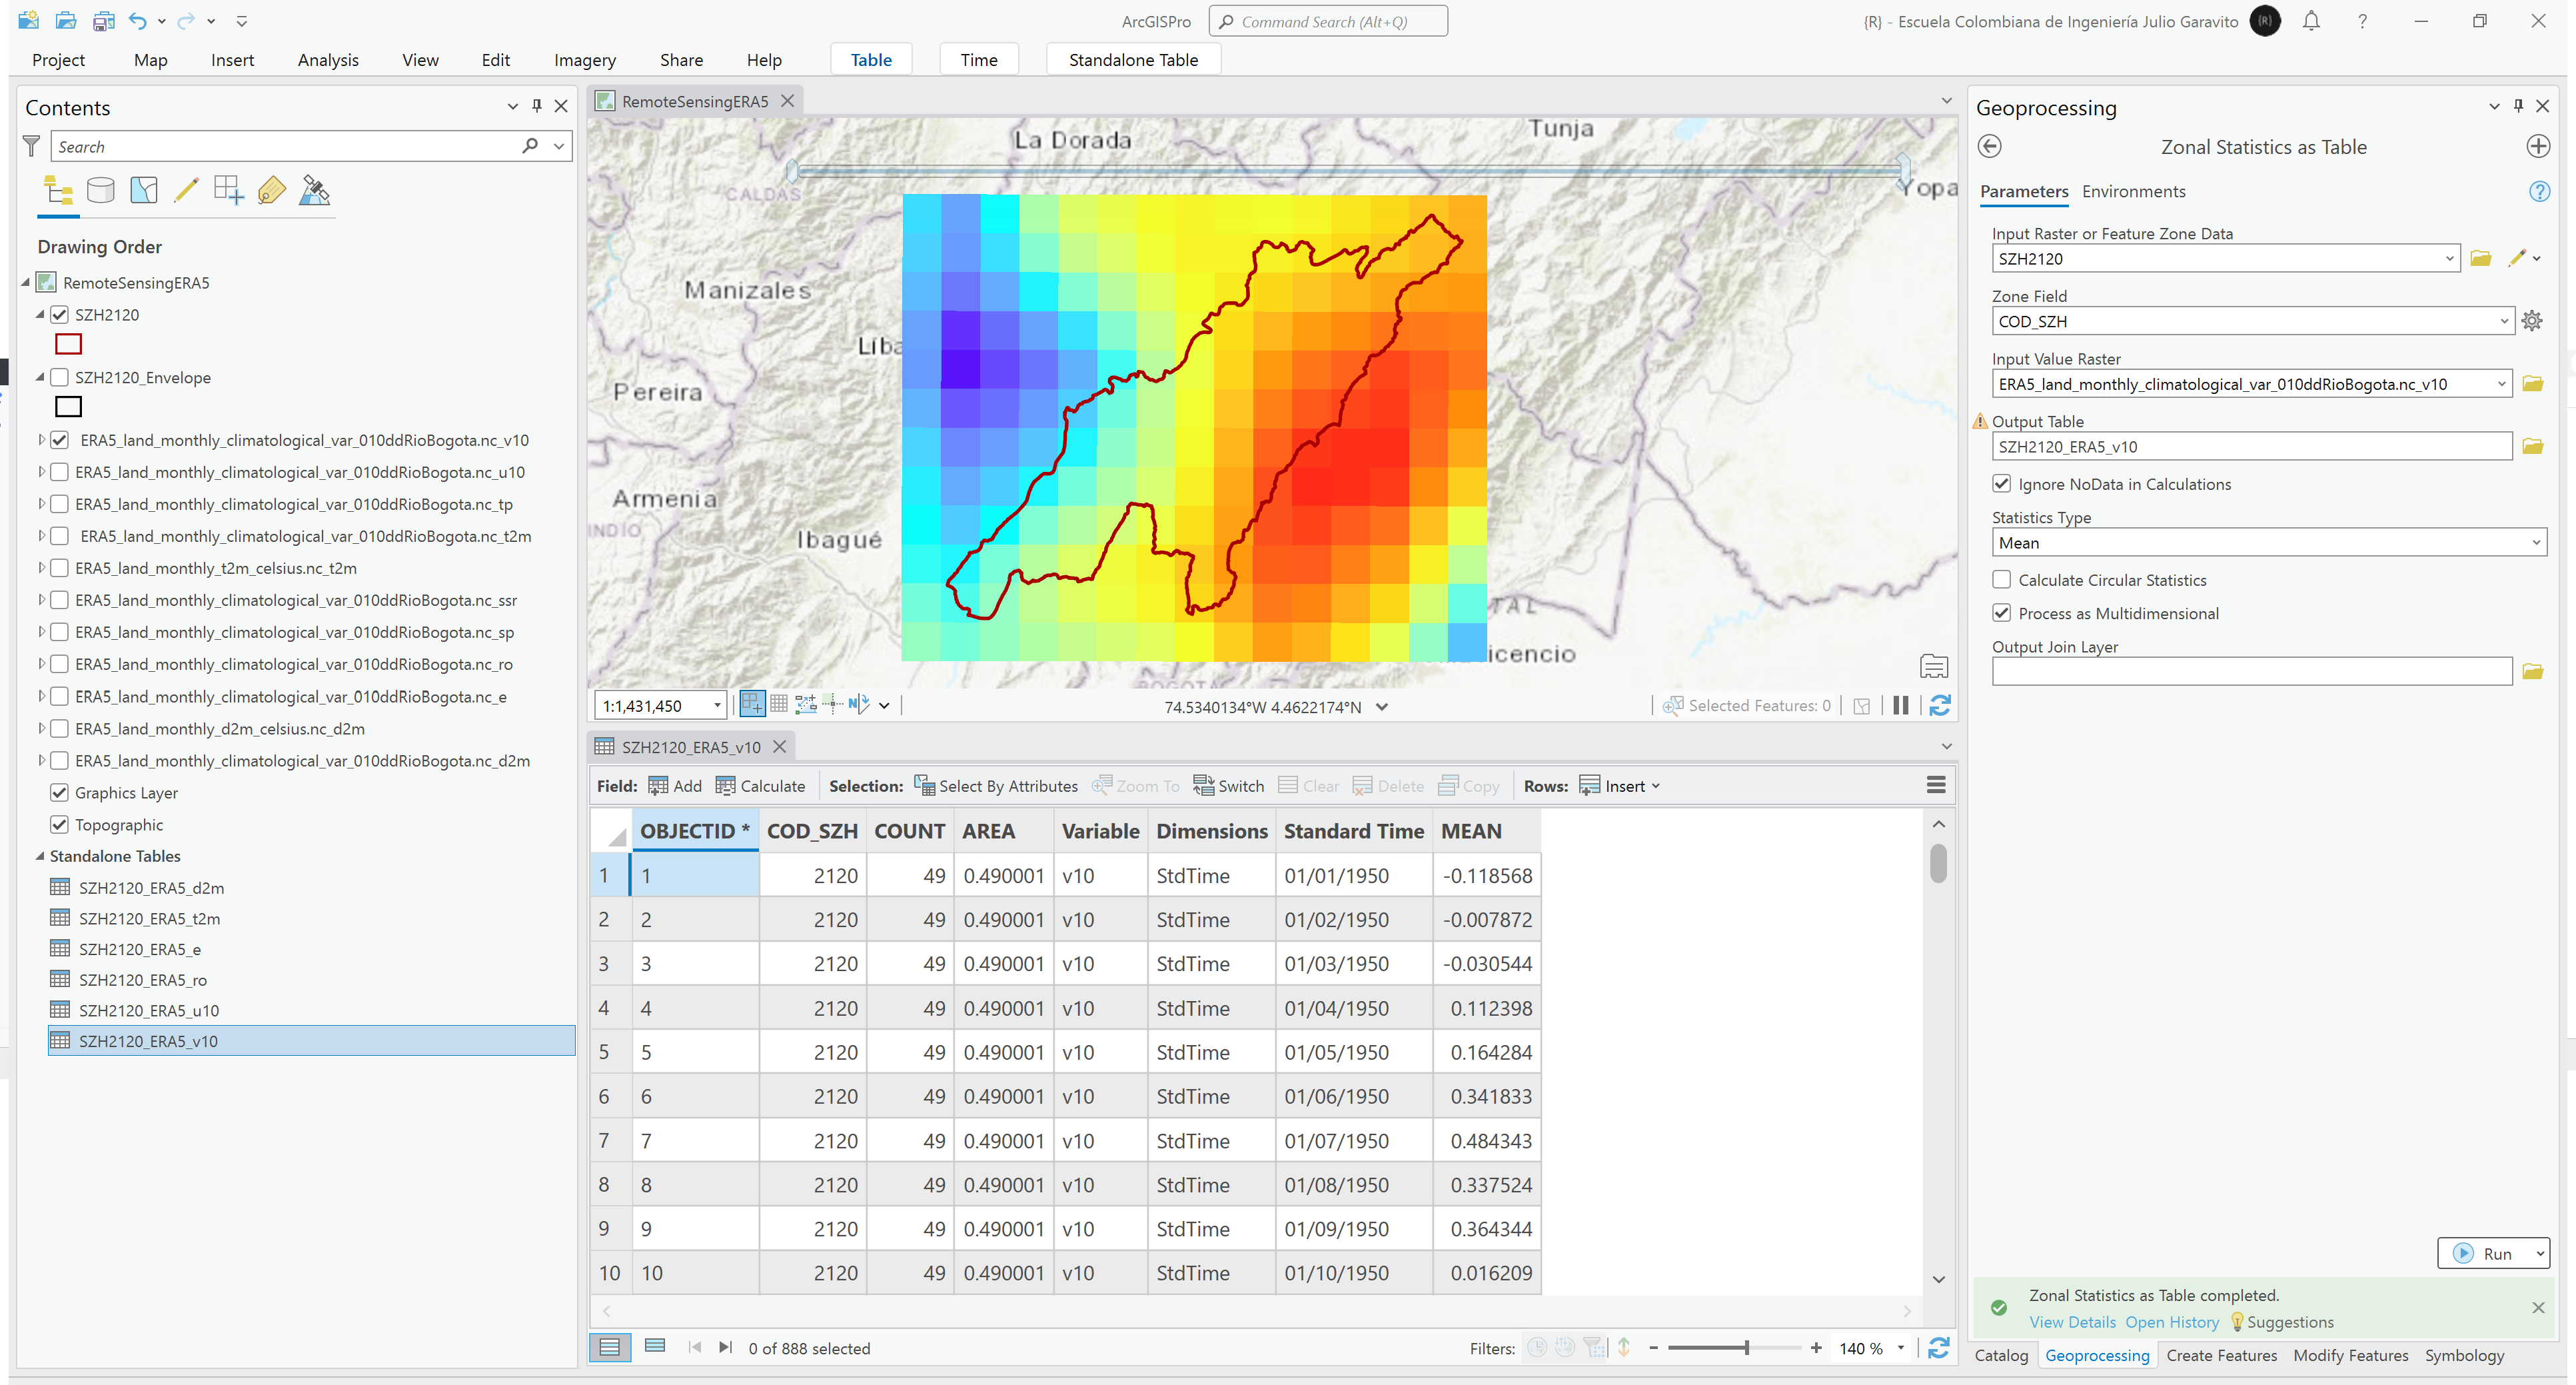 ArcGISPro
Command Search (Alt+Q)
{R} - Escuela Colombiana de Ingeniería Julio Garavito
{R}
Project Map Insert Analysis View Edit Imagery Share Help Table Time Standalone Table
Contents
Search
Drawing Order
RemoteSensingERA5
SZH2120
SZH2120_Envelope
ERA5_land_monthly_climatological_var_010ddRioBogota.nc_v10
ERA5_land_monthly_climatological_var_010ddRioBogota.nc_u10
ERA5_land_monthly_climatological_var_010ddRioBogota.nc_tp
ERA5_land_monthly_climatological_var_010ddRioBogota.nc_t2m
ERA5_land_monthly_t2m_celsius.nc_t2m
ERA5_land_monthly_climatological_var_010ddRioBogota.nc_ssr
ERA5_land_monthly_climatological_var_010ddRioBogota.nc_sp
ERA5_land_monthly_climatological_var_010ddRioBogota.nc_ro
ERA5_land_monthly_climatological_var_010ddRioBogota.nc_e
ERA5_land_monthly_d2m_celsius.nc_d2m
ERA5_land_monthly_climatological_var_010ddRioBogota.nc_d2m
Graphics Layer
Topographic
Standalone Tables
SZH2120_ERA5_d2m
SZH2120_ERA5_t2m
SZH2120_ERA5_e
SZH2120_ERA5_ro
SZH2120_ERA5_u10
SZH2120_ERA5_v10
RemoteSensingERA5
La Dorada
Tunja
CALDAS
Yopa
Manizales
Líba
Pereira
Armenia
INDÍO
Ibagué
TAL
icencio
1:1,431,450
74.5340134°W 4.4622174°N
Selected Features: 0
SZH2120_ERA5_v10
Field: Add Calculate Selection: Select By Attributes Zoom To Switch Clear Delete Copy Rows: Insert
OBJECTID * COD_SZH COUNT AREA Variable Dimensions Standard Time MEAN
1 1 2120 49 0.490001 v10 StdTime 01/01/1950 -0.118568
2 2 2120 49 0.490001 v10 StdTime 01/02/1950 -0.007872
3 3 2120 49 0.490001 v10 StdTime 01/03/1950 -0.030544
4 4 2120 49 0.490001 v10 StdTime 01/04/1950 0.112398
5 5 2120 49 0.490001 v10 StdTime 01/05/1950 0.164284
6 6 2120 49 0.490001 v10 StdTime 01/06/1950 0.341833
7 7 2120 49 0.490001 v10 StdTime 01/07/1950 0.484343
8 8 2120 49 0.490001 v10 StdTime 01/08/1950 0.337524
9 9 2120 49 0.490001 v10 StdTime 01/09/1950 0.364344
10 10 2120 49 0.490001 v10 StdTime 01/10/1950 0.016209
0 of 888 selected
Filters:
140 %
Geoprocessing
Zonal Statistics as Table
Parameters Environments
Input Raster or Feature Zone Data
SZH2120
Zone Field
COD_SZH
Input Value Raster
ERA5_land_monthly_climatological_var_010ddRioBogota.nc_v10
Output Table
SZH2120_ERA5_v10
Ignore NoData in Calculations
Statistics Type
Mean
Calculate Circular Statistics
Process as Multidimensional
Output Join Layer
Run
Zonal Statistics as Table completed.
View Details Open History Suggestions
Catalog Geoprocessing Create Features Modify Features Symbology